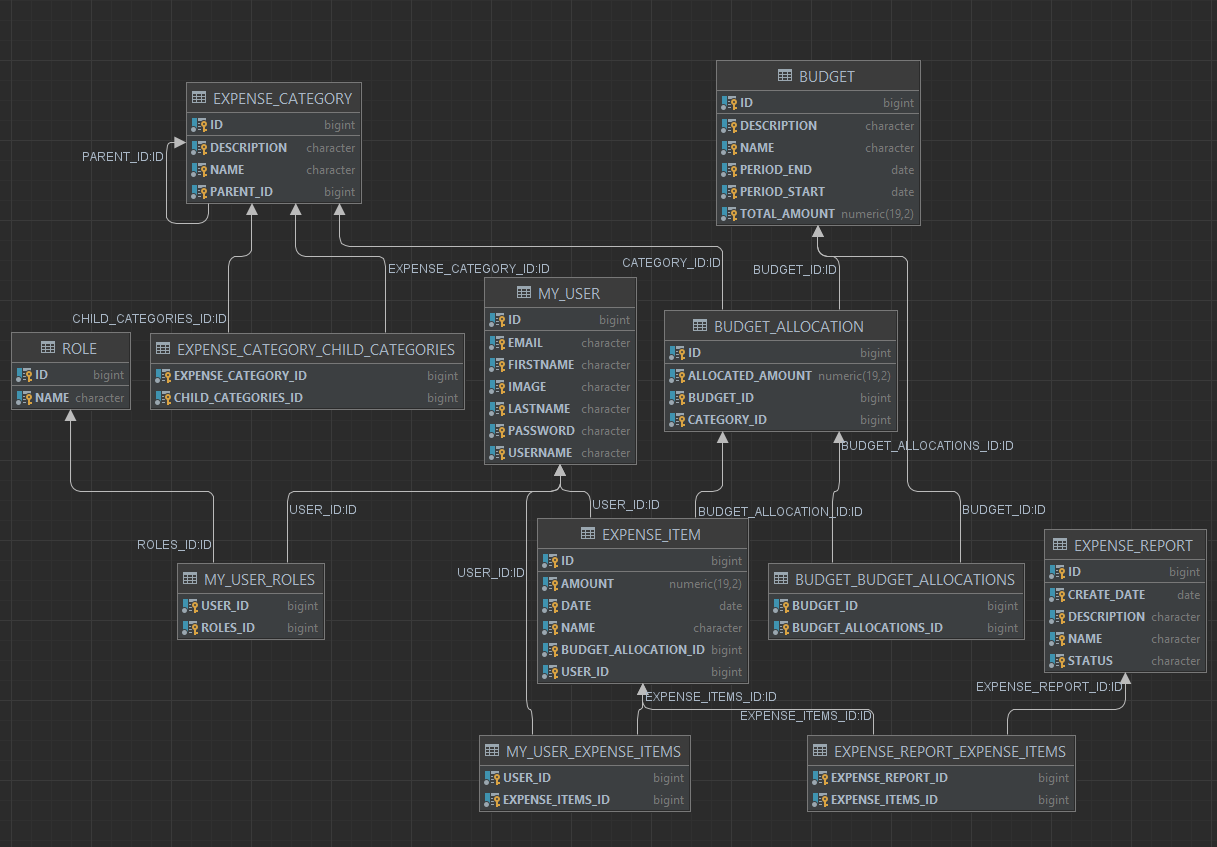 BUDGET
ID bigint
DESCRIPTION character
NAME character
PERIOD_END date
PERIOD_START date
TOTAL_AMOUNT numeric(19,2)
EXPENSE_CATEGORY
ID bigint
DESCRIPTION character
NAME character
PARENT_ID bigint
PARENT_ID:ID
CATEGORY_ID:ID
BUDGET_ID:ID
EXPENSE_CATEGORY_ID:ID
CHILD_CATEGORIES_ID:ID
MY_USER
ID bigint
EMAIL character
FIRSTNAME character
IMAGE character
LASTNAME character
PASSWORD character
USERNAME character
BUDGET_ALLOCATION
ID bigint
ALLOCATED_AMOUNT numeric(19,2)
BUDGET_ID bigint
CATEGORY_ID bigint
ROLE
ID bigint
NAME character
EXPENSE_CATEGORY_CHILD_CATEGORIES
EXPENSE_CATEGORY_ID bigint
CHILD_CATEGORIES_ID bigint
BUDGET_ALLOCATIONS_ID:ID
USER_ID:ID
USER_ID:ID
BUDGET_ALLOCATION_ID:ID
BUDGET_ID:ID
ROLES_ID:ID
USER_ID:ID
EXPENSE_ITEM
ID bigint
AMOUNT numeric(19,2)
DATE date
NAME character
BUDGET_ALLOCATION_ID bigint
USER_ID bigint
EXPENSE_REPORT
ID bigint
CREATE_DATE date
DESCRIPTION character
NAME character
STATUS character
MY_USER_ROLES
USER_ID bigint
ROLES_ID bigint
BUDGET_BUDGET_ALLOCATIONS
BUDGET_ID bigint
BUDGET_ALLOCATIONS_ID bigint
EXPENSE_REPORT_ID:ID
EXPENSE_ITEMS_ID:ID
EXPENSE_ITEMS_ID:ID
MY_USER_EXPENSE_ITEMS
USER_ID bigint
EXPENSE_ITEMS_ID bigint
EXPENSE_REPORT_EXPENSE_ITEMS
EXPENSE_REPORT_ID bigint
EXPENSE_ITEMS_ID bigint